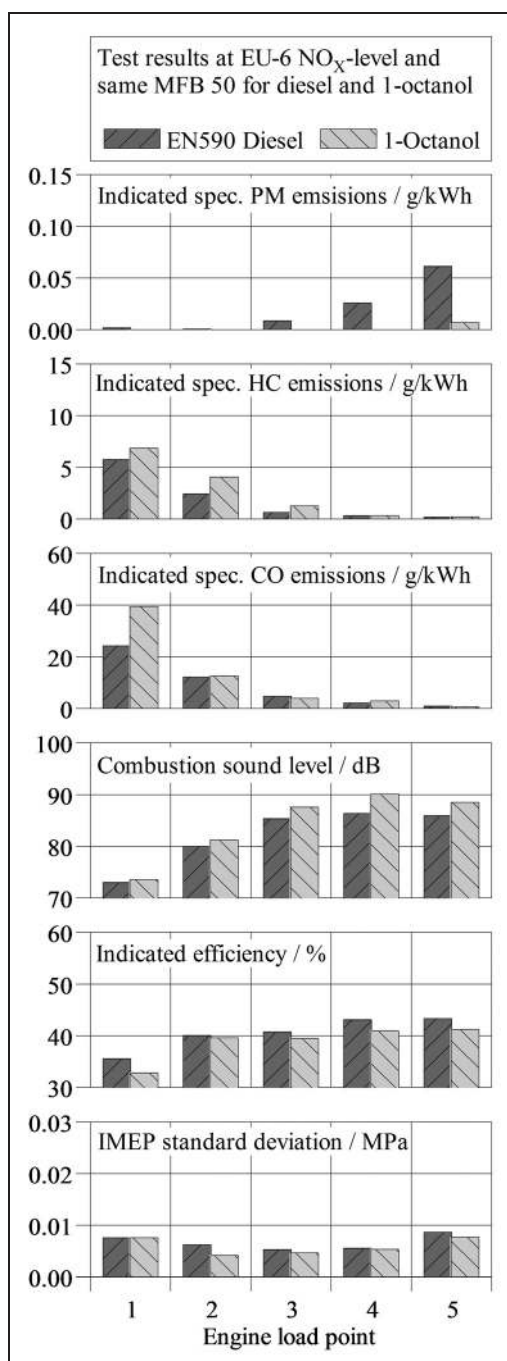 Test results at EU-6 NOX-level and
same MFB 50 for diesel and 1-octanol
EN590 Diesel 1-Octanol
0.15
Indicated spec. PM emsisions / g/kWh
0.10
0.05
0.00
15
Indicated spec. HC emissions / g/kWh
10
5
0
60
Indicated spec. CO emissions / g/kWh
40
20
0
100
Combustion sound level / dB
90
80
70
60
Indicated efficiency / %
50
40
30
0.03
IMEP standard deviation / MPa
0.02
0.01
0.00
1 2 3 4 5
Engine load point